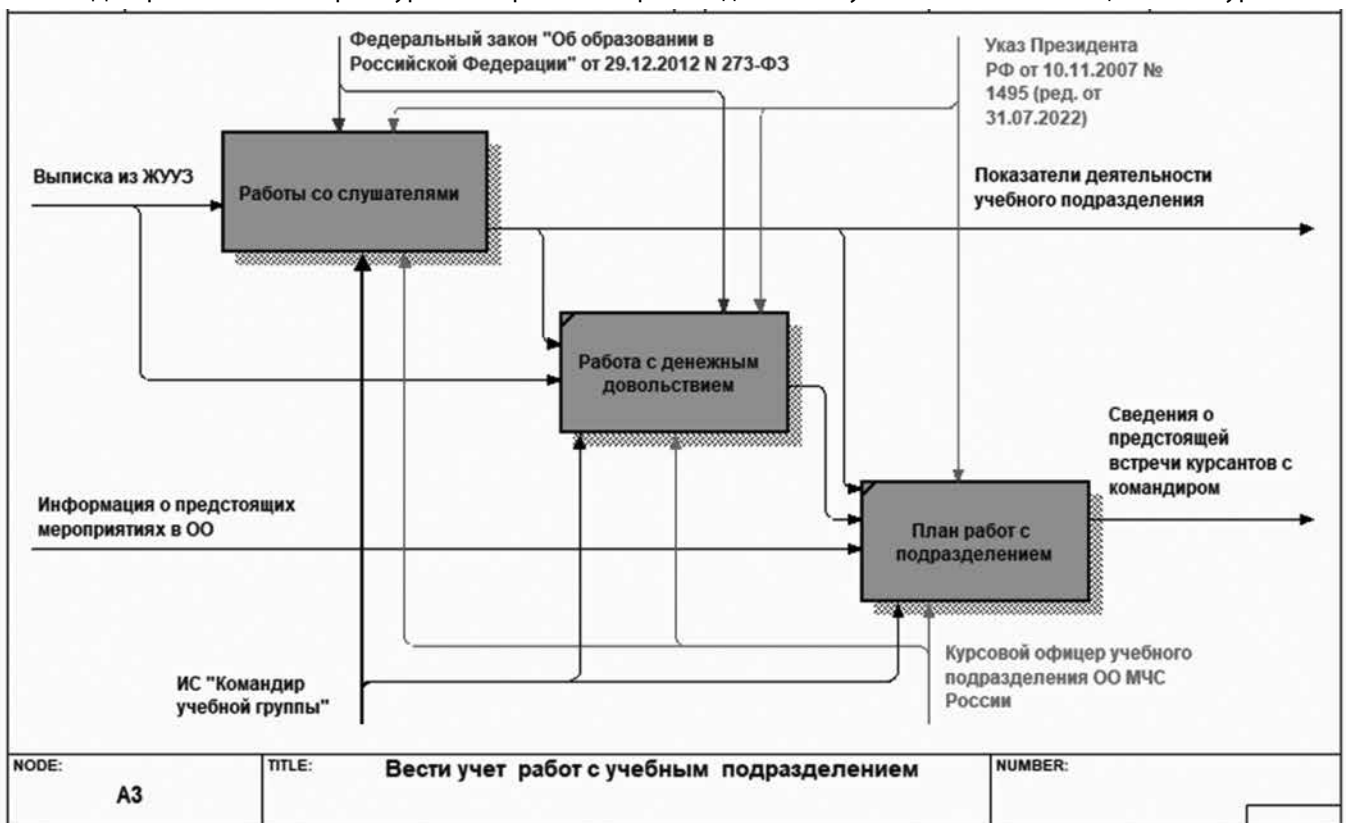 Федеральный закон "Об образовании в
Российской Федерации" от 29.12.2012 N 273-ФЗ
Указ Президента
РФ от 10.11.2007 №
1495 (ред. от
31.07.2022)
Выписка из ЖУУЗ
Работы со слушателями
Показатели деятельности
учебного подразделения
Работа с денежным
довольствием
Сведения о
предстоящей
встречи курсантов с
командиром
Информация о предстоящих
мероприятиях в ОО
План работ с
подразделением
ИС "Командир
учебной группы"
Курсовой офицер учебного
подразделения ОО МЧС
России
NODE:
А3
TITLE:
Вести учет работ с учебным подразделением
NUMBER: